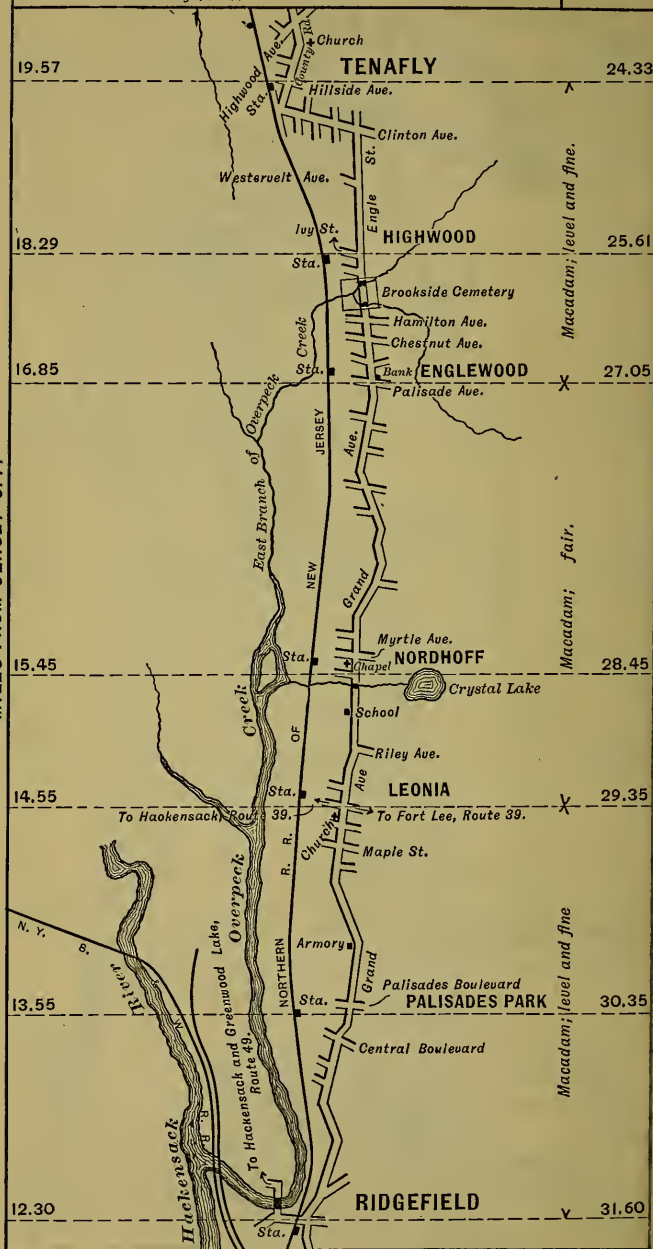 Church
County Rd
Highwood Ave.
19.57
TENAFLY
24.33
Sta.
Hillside Ave.
Clinton Ave.
St.
Westervelt Ave.
Engle
Ivy St.
HIGHWOOD
18.29
25.61
Sta.
Macadam; level and fine.
Brookside Cemetery
Hamilton Ave.
Chestnut Ave.
Creek
Sta.
Bank
ENGLEWOOD
16.85
27.05
Palisade Ave.
East Branch of Overpeck
JERSEY
Ave.
NEW
Grand
Macadam; fair.
Myrtle Ave.
Sta.
NORDHOFF
Chapel
15.45
28.45
Crystal Lake
Creek
School
OF
Riley Ave.
Ave
Sta.
LEONIA
14.55
29.35
To Hackensack, Route 39.
To Fort Lee, Route 39.
Church
R. R.
Maple St.
Overpeck
N. Y. S. & W. R. R.
Armory
River
Grand
NORTHERN
Palisades Boulevard
Sta.
PALISADES PARK
13.55
30.35
Central Boulevard
Macadam; level and fine
To Hackensack and Greenwood Lake,
Route 49.
Hackensack
RIDGEFIELD
12.30
31.60
Sta.